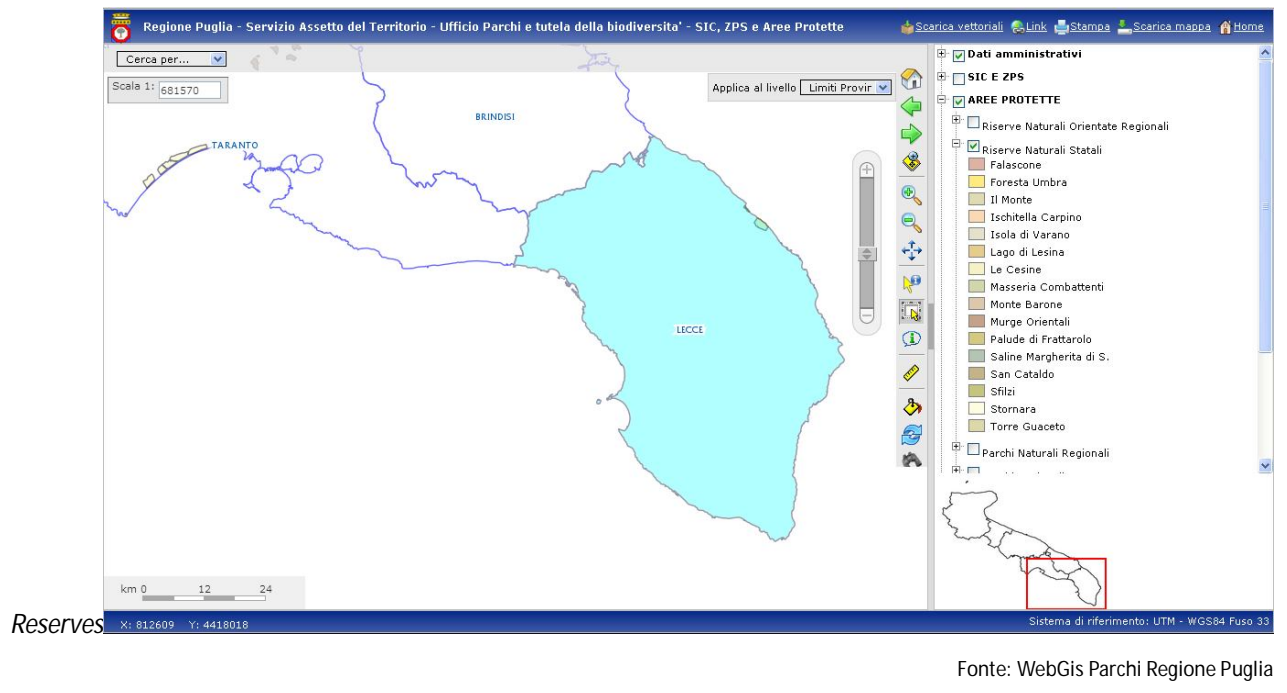 Regione Puglia - Servizio Assetto del Territorio - Ufficio Parchi e tutela della biodiversita' - SIC, ZPS e Aree Protette
Scarica vettoriali Link Stampa Scarica mappa Home
Cerca per...
Scala 1: 681570
Applica al livello Limiti Provir
BRINDISI
TARANTO
LECCE
km 0 12 24
Dati amministrativi
SIC E ZPS
AREE PROTETTE
Riserve Naturali Orientate Regionali
Riserve Naturali Statali
Falascone
Foresta Umbra
Il Monte
Ischitella Carpino
Isola di Varano
Lago di Lesina
Le Cesine
Masseria Combattenti
Monte Barone
Murge Orientali
Palude di Frattarolo
Saline Margherita di S.
San Cataldo
Sfilzi
Stornara
Torre Guaceto
Parchi Naturali Regionali
Reserves
X: 812609 Y: 4418018
Sistema di riferimento: UTM - WGS84 Fuso 33
Fonte: WebGis Parchi Regione Puglia